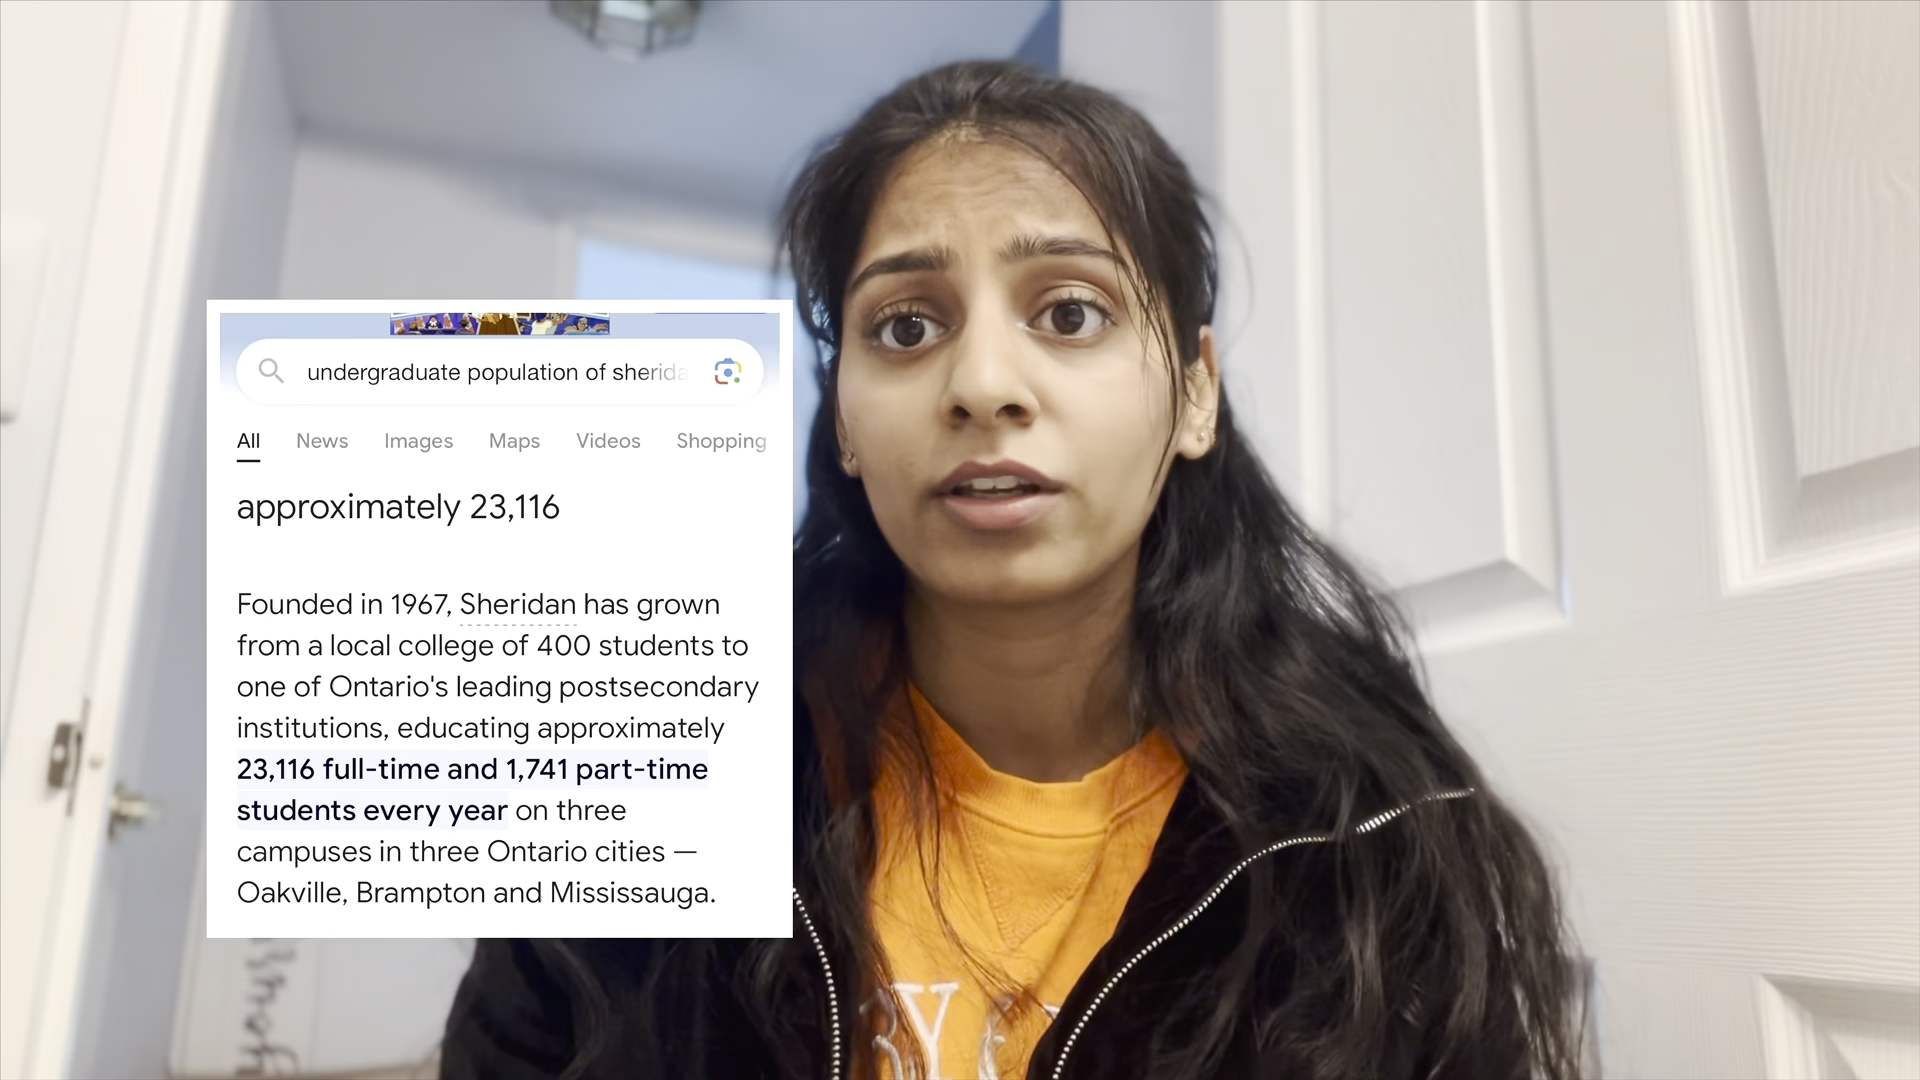 undergraduate population of sherida
All News Images Maps Videos Shopping
approximately 23,116
Founded in 1967, Sheridan has grown
from a local college of 400 students to
one of Ontario's leading postsecondary
institutions, educating approximately
23,116 full-time and 1,741 part-time
students every year on three
campuses in three Ontario cities —
Oakville, Brampton and Mississauga.